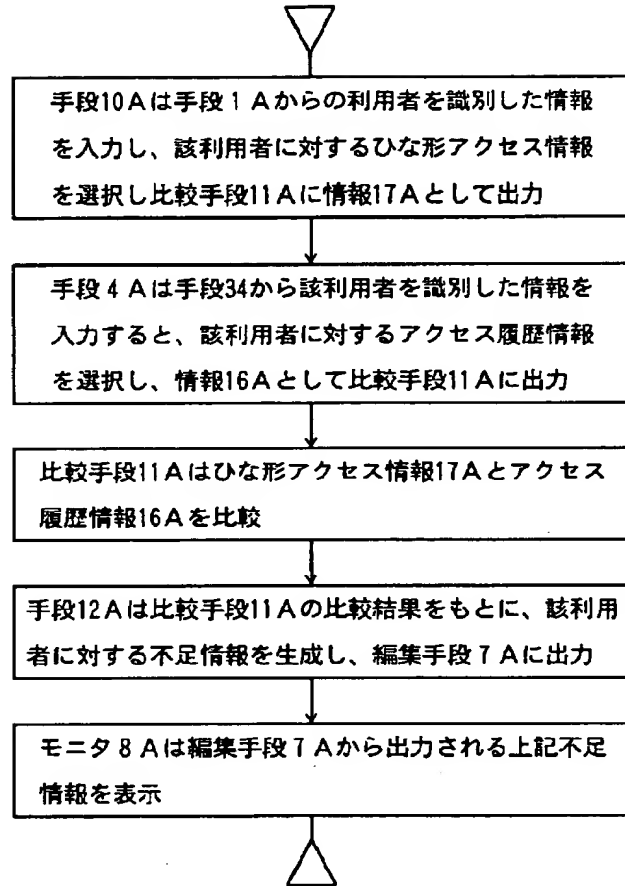 手段10Aは手段1Aからの利用者を識別した情報
を入力し、該利用者に対するひな形アクセス情報
を選択し比較手段11Aに情報17Aとして出力
手段4Aは手段34から該利用者を識別した情報を
入力すると、該利用者に対するアクセス履歴情報
を選択し、情報16Aとして比較手段11Aに出力
比較手段11Aはひな形アクセス情報17Aとアクセス
履歴情報16Aを比較
手段12Aは比較手段11Aの比較結果をもとに、該利用
者に対する不足情報を生成し、編集手段7Aに出力
モニタ8Aは編集手段7Aから出力される上記不足
情報を表示